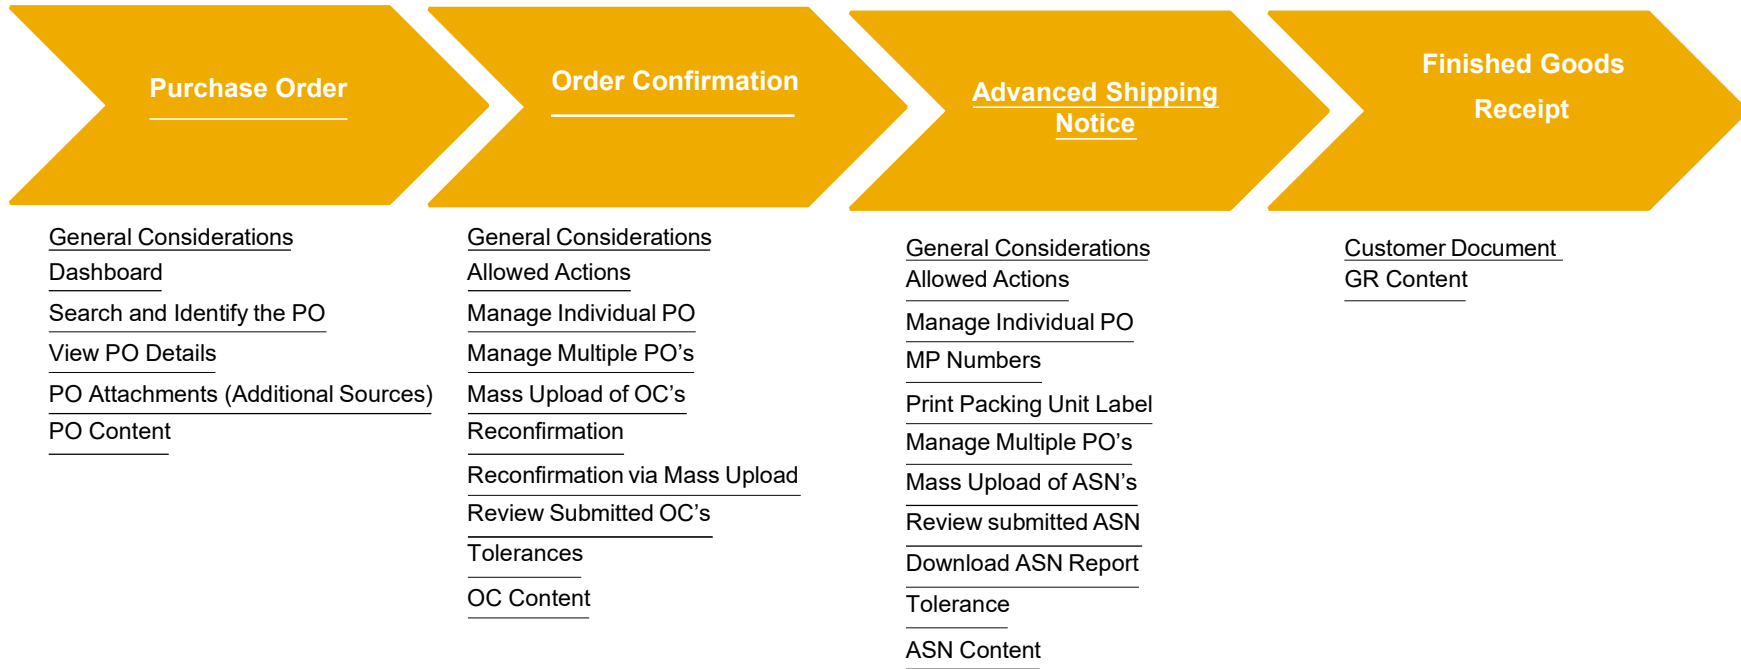 Purchase Order
Order Confirmation
Advanced Shipping
Notice
Finished Goods
Receipt
General Considerations
Dashboard
Search and Identify the PO
View PO Details
PO Attachments (Additional Sources)
PO Content
General Considerations
Allowed Actions
Manage Individual PO
Manage Multiple PO’s
Mass Upload of OC’s
Reconfirmation
Reconfirmation via Mass Upload
Review Submitted OC’s
Tolerances
OC Content
General Considerations
Allowed Actions
Manage Individual PO
MP Numbers
Print Packing Unit Label
Manage Multiple PO’s
Mass Upload of ASN’s
Review submitted ASN
Download ASN Report
Tolerance
ASN Content
Customer Document
GR Content